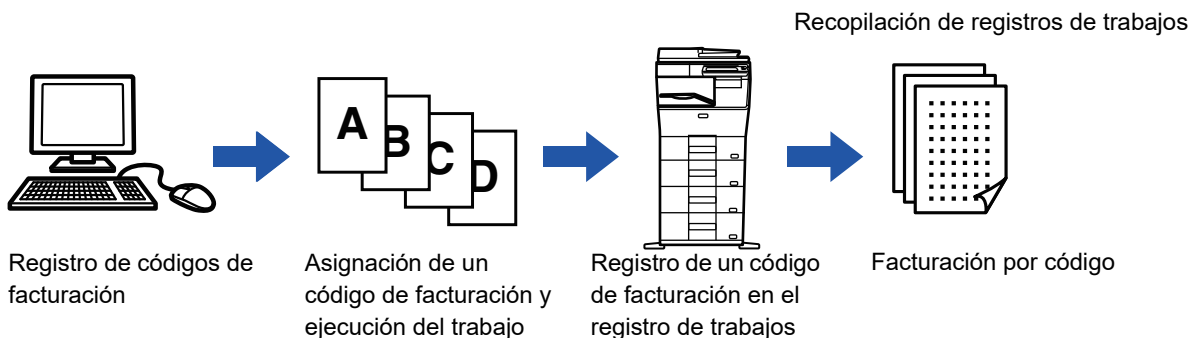 Recopilación de registros de trabajos
A
B
C
D
Registro de códigos de
facturación
Asignación de un
código de facturación y
ejecución del trabajo
Registro de un código
de facturación en el
registro de trabajos
Facturación por código